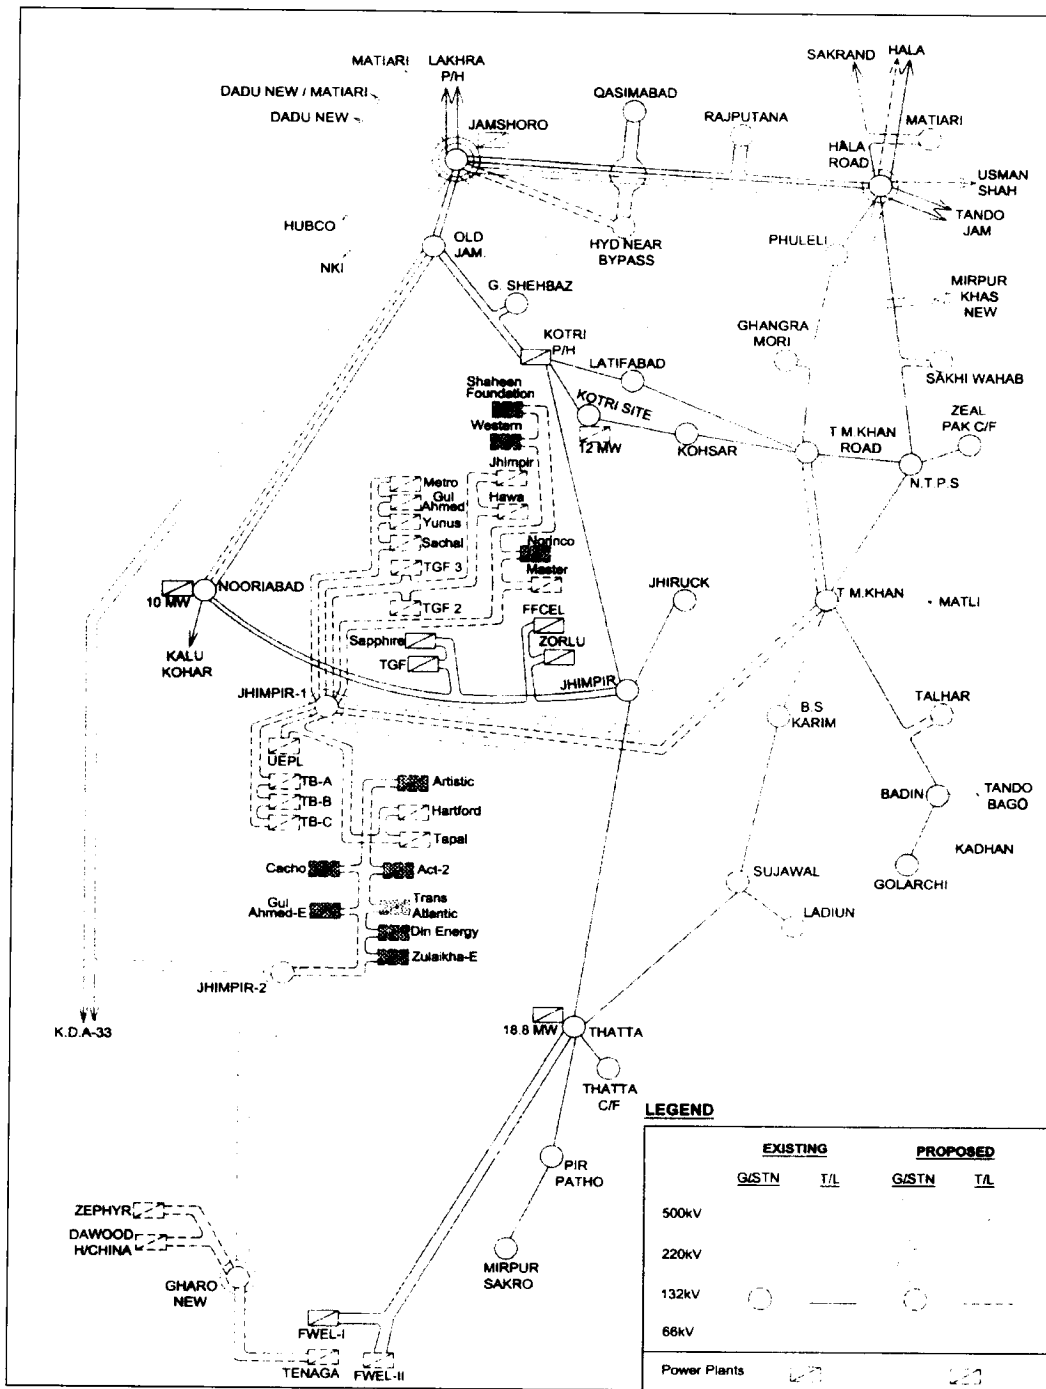 MATIARI
LAKHRA
P/H
SAKRAND
HALA
DADU NEW / MATIARI
DADU NEW
QASIMABAD
JAMSHORO
RAJPUTANA
MATIARI
HALA
ROAD
USMAN
SHAH
TANDO
JAM
HUBCO
OLD
JAM.
NKI
HYD NEAR
BYPASS
PHULELI
G. SHEHBAZ
MIRPUR
KHAS
NEW
KOTRI
P/H
GHANGRA
MORI
LATIFABAD
SAKHI WAHAB
Shaheen
Foundation
KOTRI SITE
Western
12 MW
KOHSAR
T.M.KHAN
ROAD
ZEAL
PAK C/F
N.T.P.S
Jhimpir
Metro
Gul
Ahmed
Hawa
Yunus
Sachal
Norinco
TGF 3
Master
NOORIABAD
10 MW
TGF 2
FFCEL
JHIRUCK
T.M.KHAN
MATLI
KALU
KOHAR
Sapphire
TGF
ZORLU
JHIMPIR
JHIMPIR-1
B.S
KARIM
TALHAR
UEPL
TB-A
TB-B
TB-C
Artistic
Hartford
Tapal
BADIN
TANDO
BAGO
KADHAN
GOLARCHI
Cacho
Act-2
SUJAWAL
Gul
Ahmed-E
Trans
Atlantic
LADIUN
Din Energy
Zulaikha-E
JHIMPIR-2
K.D.A-33
18.8 MW
THATTA
THATTA
C/F
PIR
PATHO
MIRPUR
SAKRO
ZEPHYR
DAWOOD
H/CHINA
GHARO
NEW
FWEL-I
TENAGA
FWEL-II
LEGEND
EXISTING PROPOSED
G/STN T/L G/STN T/L
500kV
220kV
132kV
66kV
Power Plants